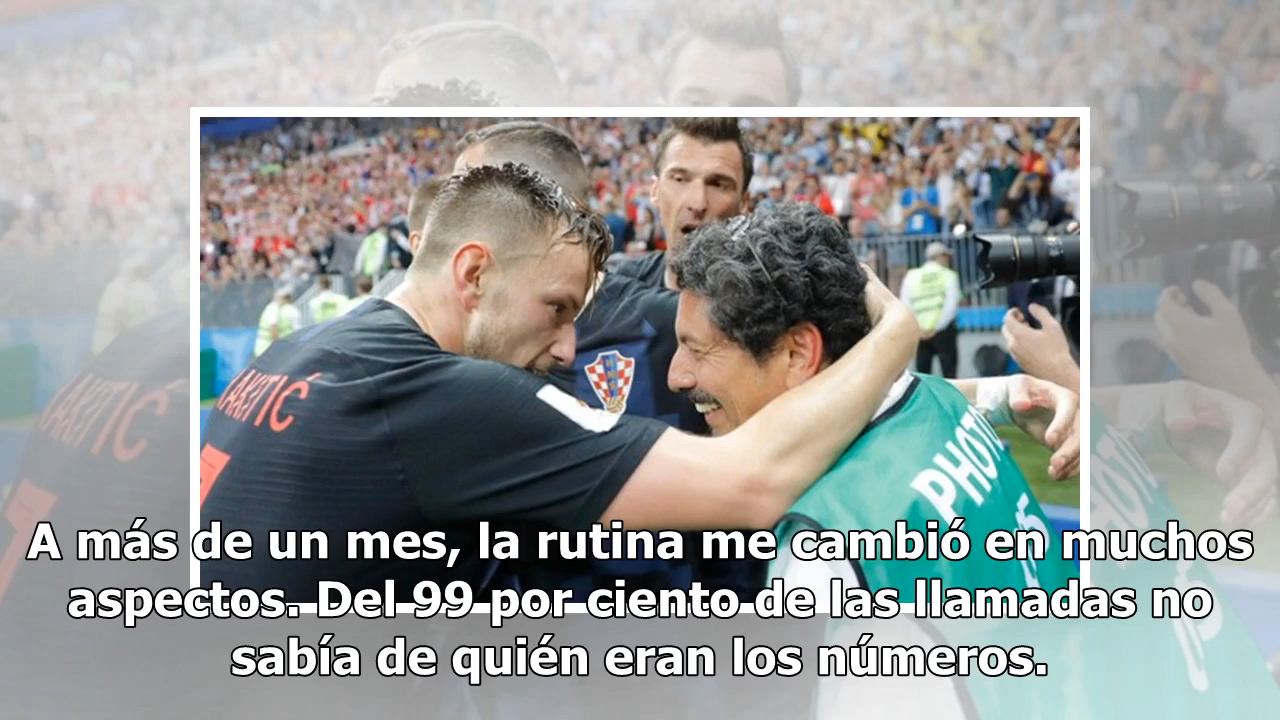 RAKITIĆ
PHOTO
A más de un mes, la rutina me cambió en muchos
aspectos. Del 99 por ciento de las llamadas no
sabía de quién eran los números.